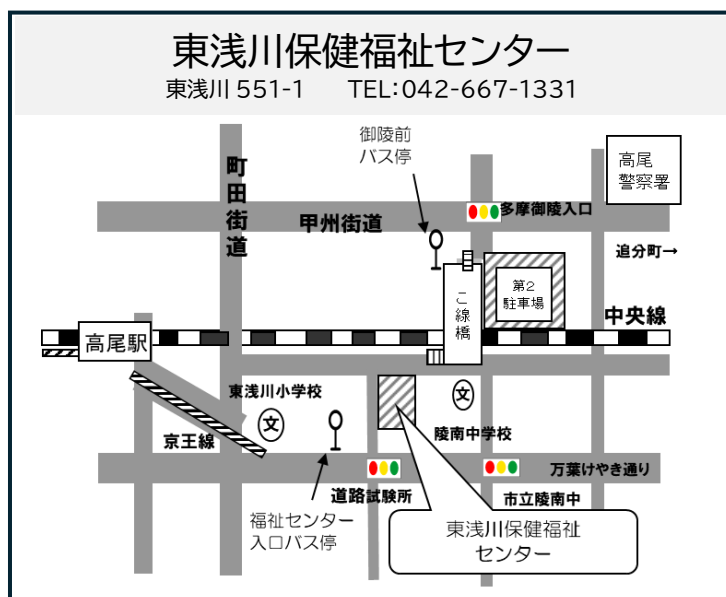 東浅川保健福祉センター
東浅川 551-1 TEL:042-667-1331
御陵前
バス停
高尾
警察署
町田街道
多摩御陵入口
甲州街道
追分町→
こ線橋
第2
駐車場
中央線
高尾駅
東浅川小学校
文
文
京王線
陵南中学校
万葉けやき通り
道路試験所
市立陵南中
福祉センター
入口バス停
東浅川保健福祉
センター